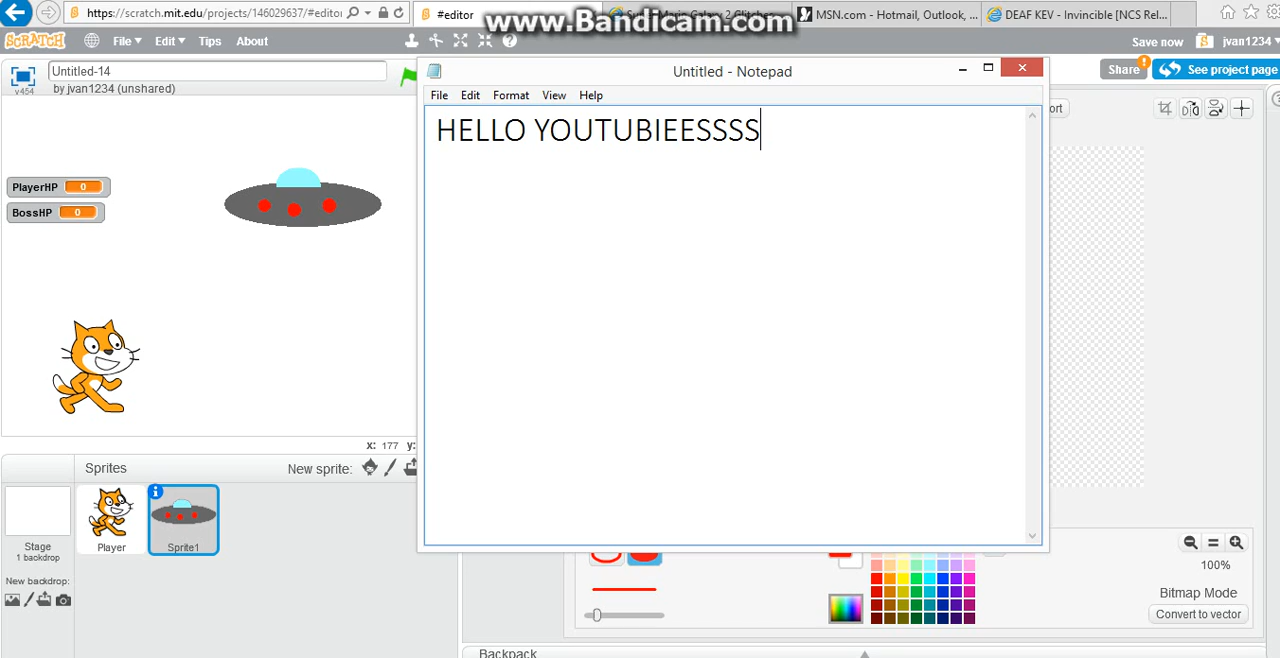 https://scratch.mit.edu/projects/146029637/#editor
#editor
MSN.com - Hotmail, Outlook, ...
DEAF KEV - Invincible [NCS Rel...
www.Bandicam.com
SCRATCH
File
Edit
Tips
About
Save now
jvan1234
Untitled-14
by jvan1234 (unshared)
v454
Share
See project page
Untitled - Notepad
File
Edit
Format
View
Help
HELLO YOUTUBIEESSSS
PlayerHP 0
BossHP 0
x: 177 y:
Sprites
New sprite:
Stage
1 backdrop
Player
Sprite1
New backdrop:
100%
Bitmap Mode
Convert to vector
Backpack